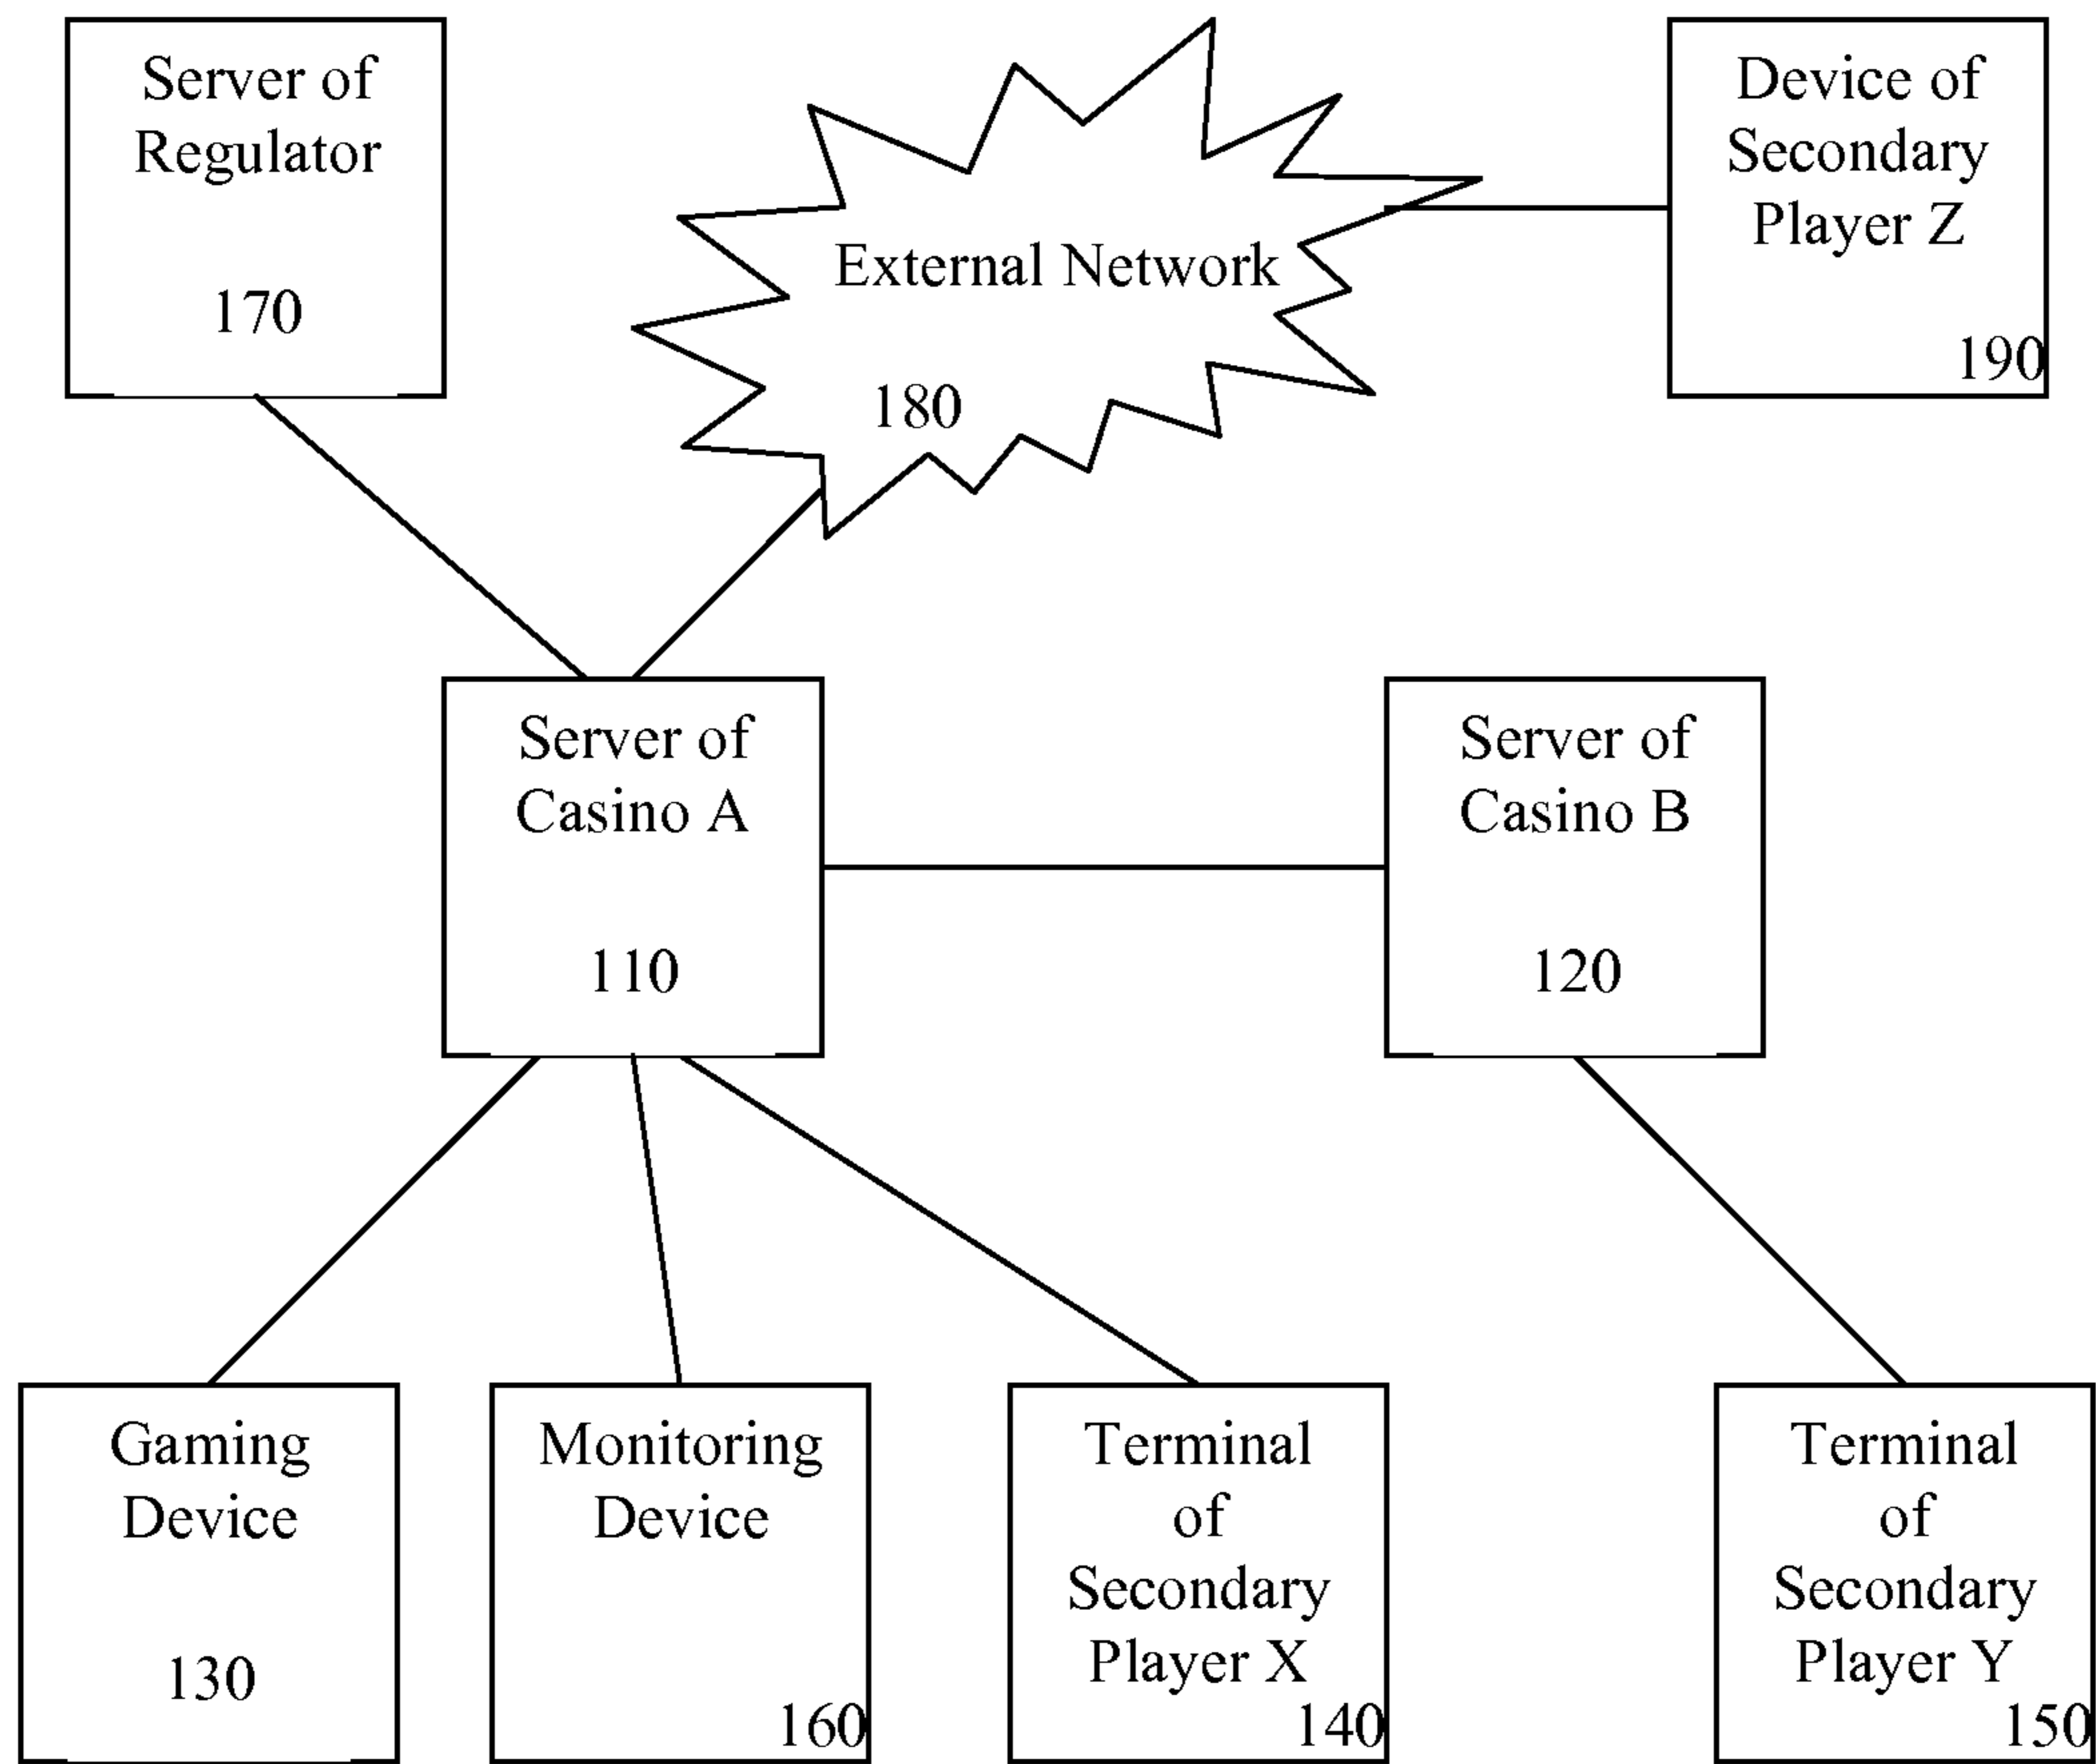 Server of
Regulator
170
External Network
180
Device of
Secondary
Player Z
190
Server of
Casino A
110
Server of
Casino B
120
Gaming
Device
130
Monitoring
Device
160
Terminal
of
Secondary
Player X
140
Terminal
of
Secondary
Player Y
150